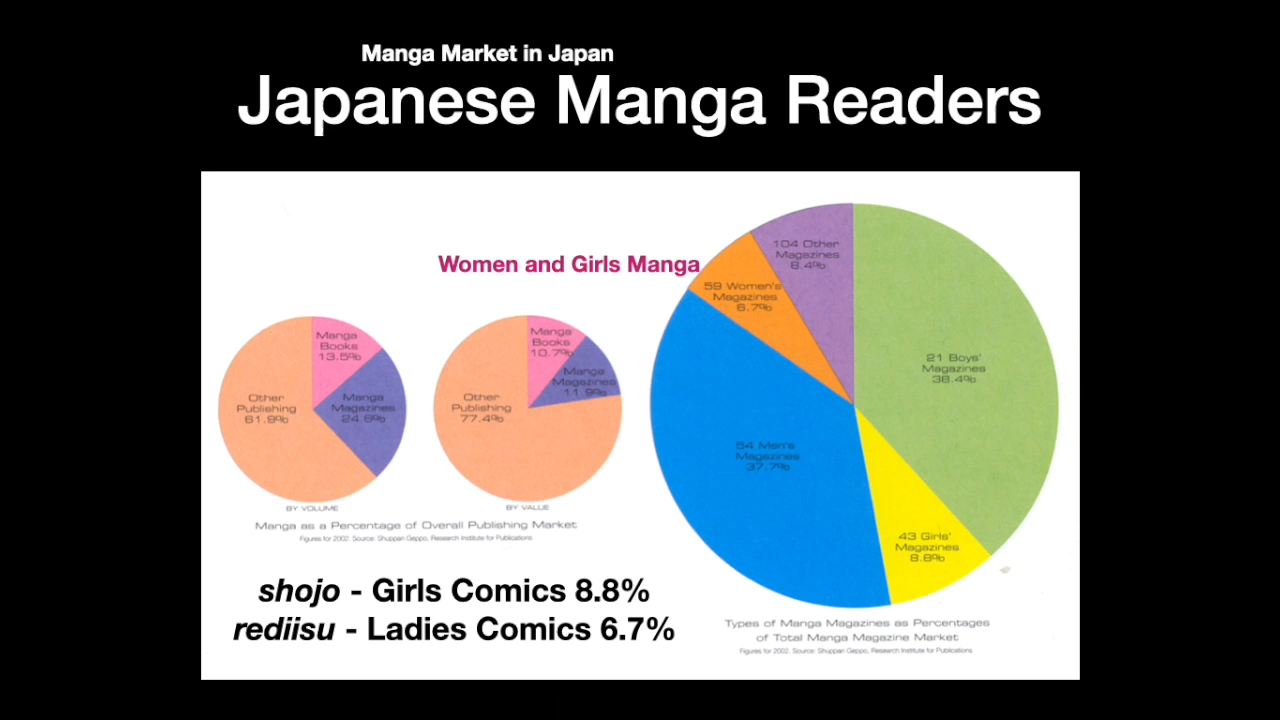 Manga Market in Japan
Japanese Manga Readers
Women and Girls Manga
Manga
Books
13.5%
Manga
Magazines
24.6%
Other
Publishing
61.9%
BY VOLUME
Manga
Books
10.7%
Manga
Magazines
11.9%
Other
Publishing
77.4%
BY VALUE
Manga as a Percentage of Overall Publishing Market
Figures for 2002. Source: Shuppan Geppo, Research Institute for Publications
shojo - Girls Comics 8.8%
rediisu - Ladies Comics 6.7%
104 Other
Magazines
8.4%
59 Women's
Magazines
6.7%
21 Boys'
Magazines
38.4%
54 Men's
Magazines
37.7%
43 Girls'
Magazines
8.8%
Types of Manga Magazines as Percentages
of Total Manga Magazine Market
Figures for 2002. Source: Shuppan Geppo, Research Institute for Publications